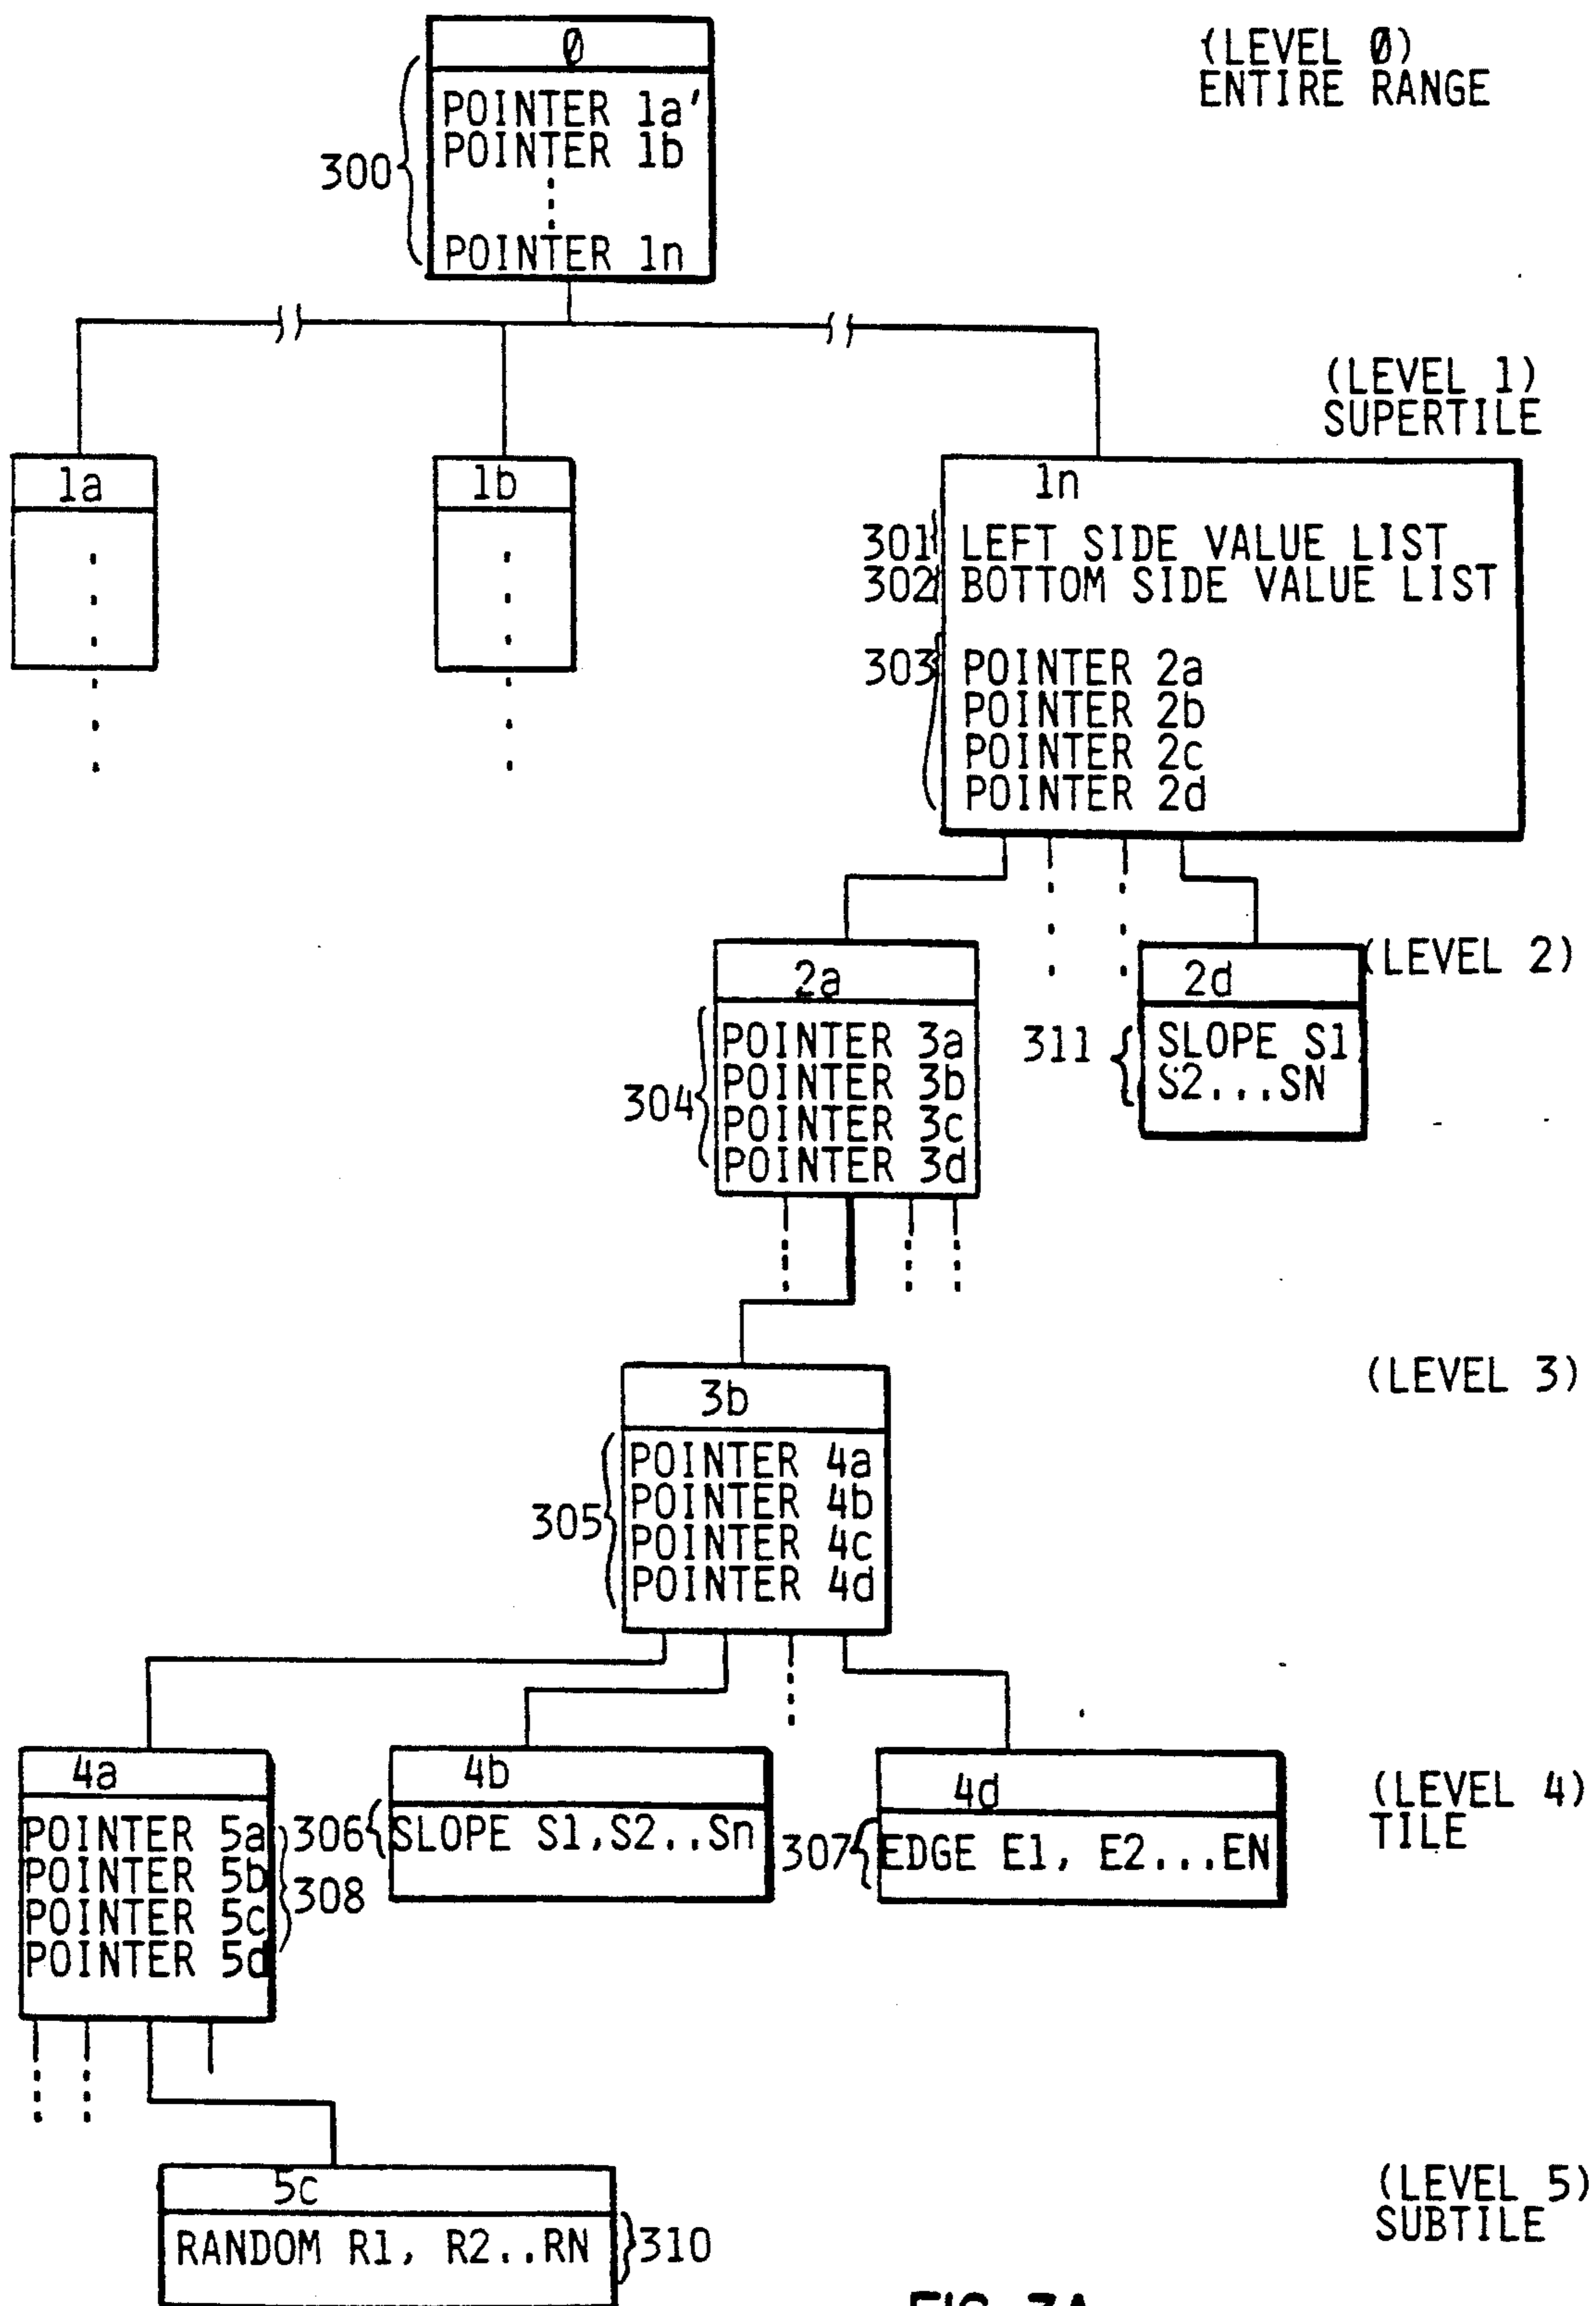 0
(LEVEL 0)
ENTIRE RANGE
300
POINTER 1a'
POINTER 1b
POINTER 1n
(LEVEL 1)
SUPERTILE
1a
1b
1n
301 LEFT SIDE VALUE LIST
302 BOTTOM SIDE VALUE LIST
303 POINTER 2a
POINTER 2b
POINTER 2c
POINTER 2d
(LEVEL 2)
2a
304
POINTER 3a
POINTER 3b
POINTER 3c
POINTER 3d
2d
311
SLOPE S1
S2...SN
(LEVEL 3)
3b
305
POINTER 4a
POINTER 4b
POINTER 4c
POINTER 4d
(LEVEL 4)
TILE
4a
POINTER 5a
POINTER 5b
POINTER 5c
POINTER 5d
308
4b
306 SLOPE S1,S2..Sn
4d
307 EDGE E1, E2...EN
(LEVEL 5)
SUBTILE
5c
RANDOM R1, R2..RN 310